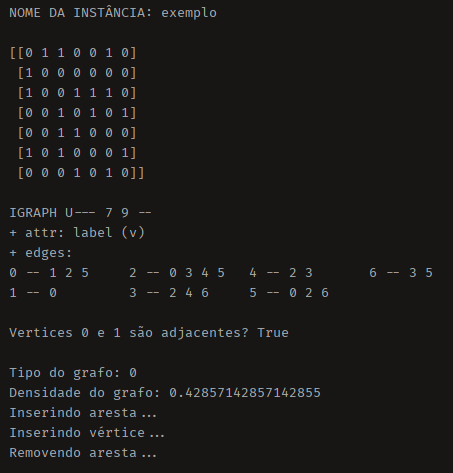 NOME DA INSTÂNCIA: exemplo
[[0 1 1 0 0 1 0]
[1 0 0 0 0 0 0]
[1 0 0 1 1 1 0]
[0 0 1 0 1 0 1]
[0 0 1 1 0 0 0]
[1 0 1 0 0 0 1]
[0 0 0 1 0 1 0]]
IGRAPH U--- 7 9 --
+ attr: label (v)
+ edges:
0 -- 1 2 5 2 -- 0 3 4 5 4 -- 2 3 6 -- 3 5
1 -- 0 3 -- 2 4 6 5 -- 0 2 6
Vertices 0 e 1 são adjacentes? True
Tipo do grafo: 0
Densidade do grafo: 0.42857142857142855
Inserindo aresta...
Inserindo vértice...
Removendo aresta...